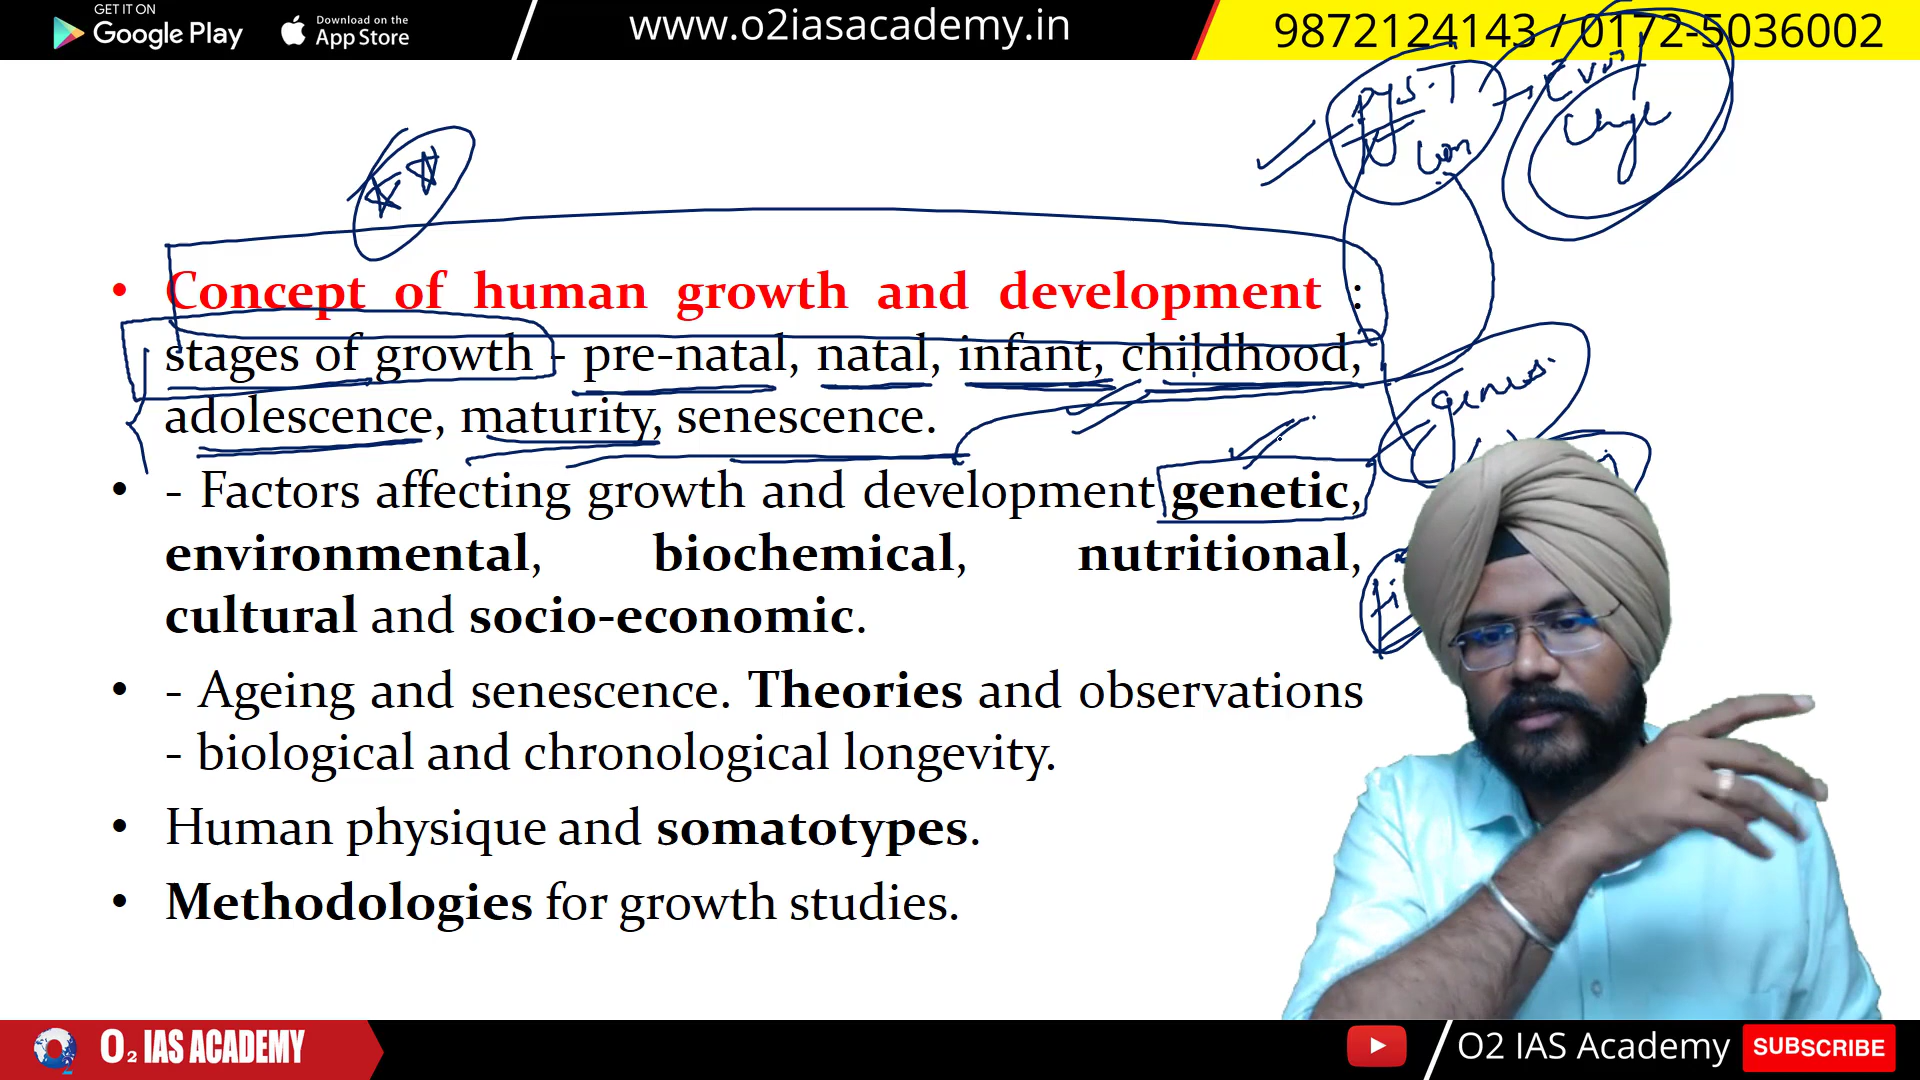 GET IT ON
Google Play
Download on the
App Store
www.o2iasacademy.in
9872124143 / 0172-5036002
• Concept of human growth and development :
stages of growth - pre-natal, natal, infant, childhood,
adolescence, maturity, senescence.
• - Factors affecting growth and development genetic,
environmental, biochemical, nutritional,
cultural and socio-economic.
• - Ageing and senescence. Theories and observations
- biological and chronological longevity.
• Human physique and somatotypes.
• Methodologies for growth studies.
O2 IAS ACADEMY
O2 IAS Academy
SUBSCRIBE